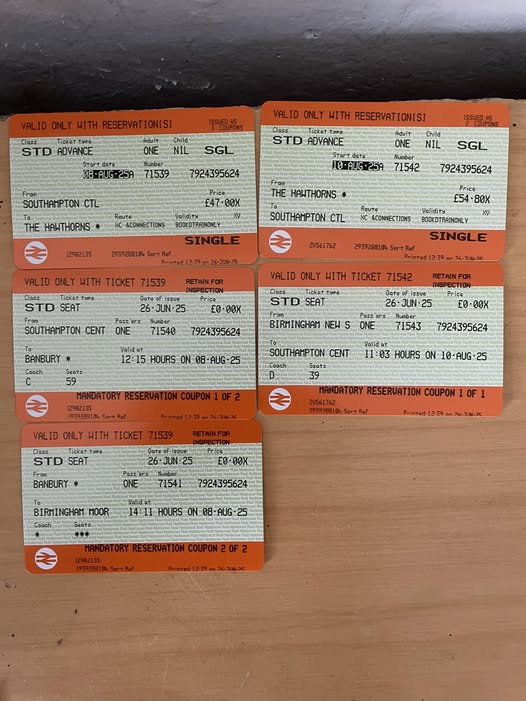 VALID ONLY WITH RESERVATION[S] ISSUED AS 3 COUPONS
Class Ticket type Adult Child
STD ADVANCE ONE NIL SGL
Start date Number
08·AUG·25A 71539 7924395624
From Price
SOUTHAMPTON CTL £47·00X
To Route Validity XV
THE HAWTHORNS * HC &CONNECTIONS BOOKDTRAINONLY
SINGLE
VALID ONLY WITH RESERVATION[S] ISSUED AS 2 COUPONS
Class Ticket type Adult Child
STD ADVANCE ONE NIL SGL
Start date Number
10·AUG·25A 71542 7924395624
From Price
THE HAWTHORNS * £54·80X
To Route Validity XV
SOUTHAMPTON CTL HC &CONNECTIONS BOOKDTRAINONLY
SINGLE
VALID ONLY WITH TICKET 71539 RETAIN FOR INSPECTION
Class Ticket type Date of issue Price
STD SEAT 26·JUN·25 £0·00X
From Pass'ers Number
SOUTHAMPTON CENT ONE 71540 7924395624
To Valid at
BANBURY * 12:15 HOURS ON 08·AUG·25
Coach Seats
C 59
MANDATORY RESERVATION COUPON 1 OF 2
VALID ONLY WITH TICKET 71542 RETAIN FOR INSPECTION
Class Ticket type Date of issue Price
STD SEAT 26·JUN·25 £0·00X
From Pass'ers Number
BIRMINGHAM NEW S ONE 71543 7924395624
To Valid at
SOUTHAMPTON CENT 11:03 HOURS ON 10·AUG·25
Coach Seats
D 39
MANDATORY RESERVATION COUPON 1 OF 1
VALID ONLY WITH TICKET 71539 RETAIN FOR INSPECTION
Class Ticket type Date of issue Price
STD SEAT 26·JUN·25 £0·00X
From Pass'ers Number
BANBURY * ONE 71541 7924395624
To Valid at
BIRMINGHAM MOOR 14:11 HOURS ON 08·AUG·25
Coach Seats
* ***
MANDATORY RESERVATION COUPON 2 OF 2